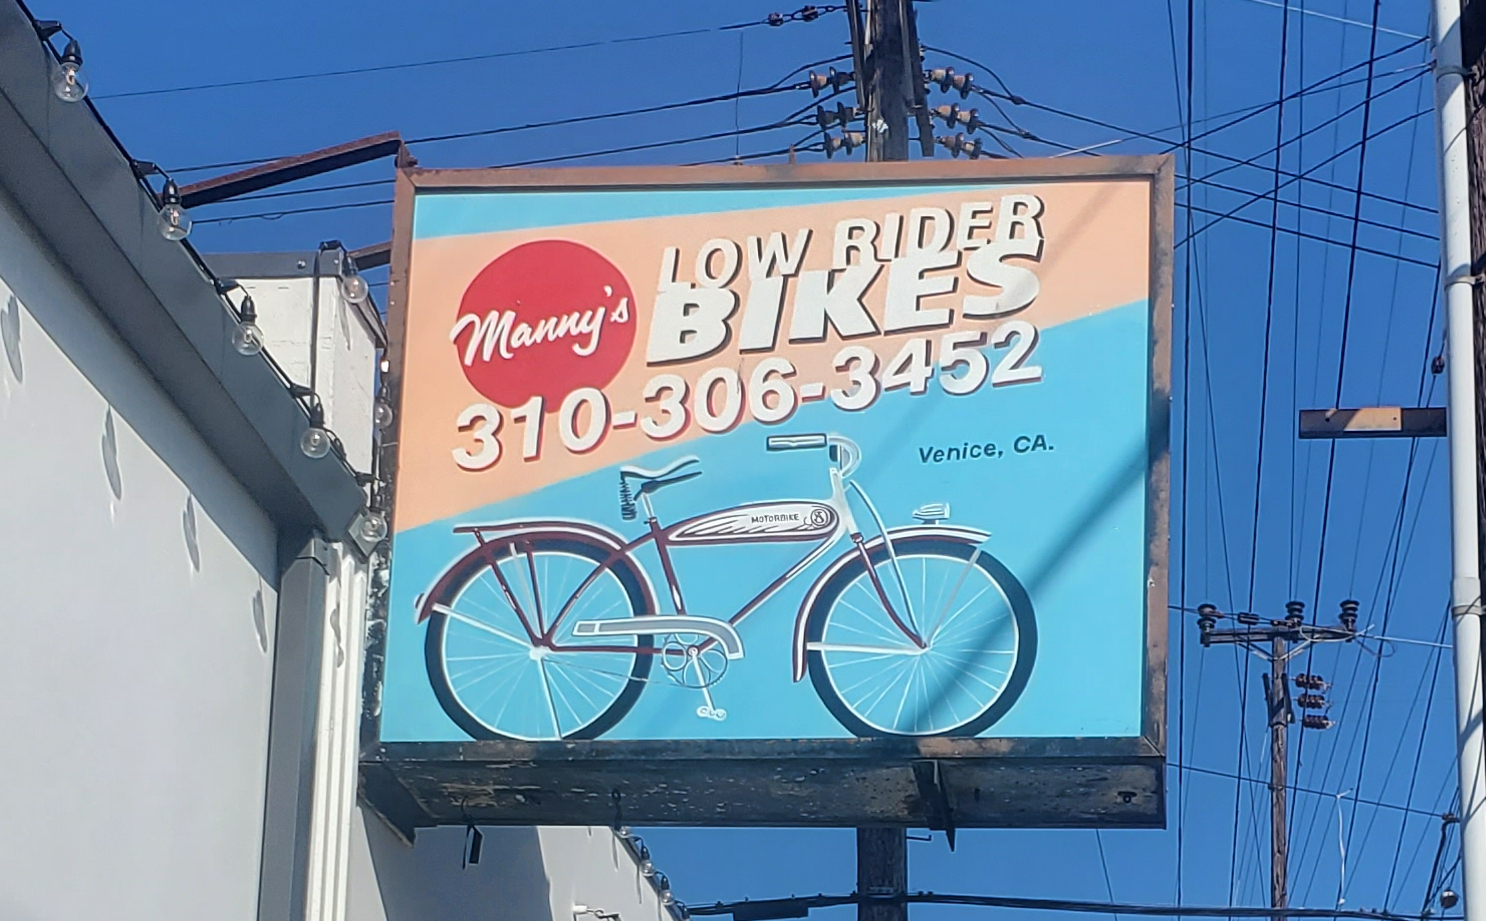 Manny's
LOW RIDER
BIKES
310-306-3452
Venice, CA.
MOTORBIKE